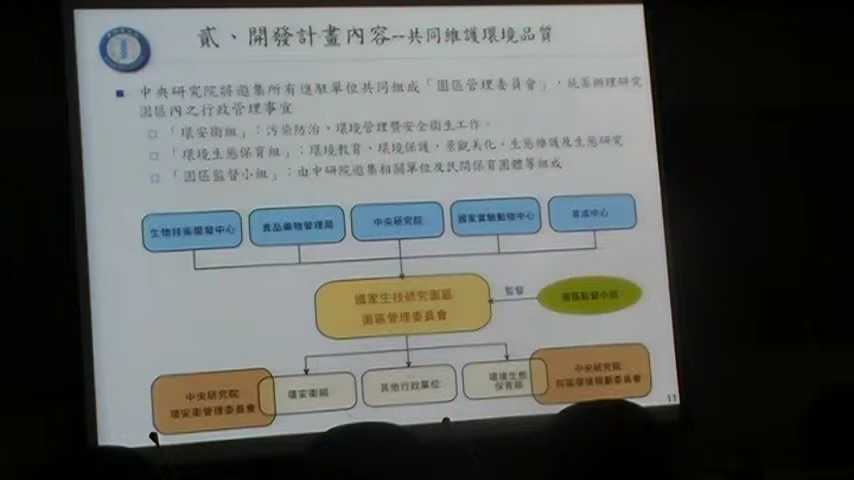 貳、開發計畫內容--共同維護環境品質
中央研究院將邀集所有進駐單位共同組成「園區管理委員會」，統籌辦理研究
園區內之行政管理事宜
「環安衛組」：污染防治、環境管理暨安全衛生工作。
「環境生態保育組」：環境教育、環境保護、景觀美化、生態維護及生態研究
「園區監督小組」：由中研院邀集相關單位及民間保育團體等組成
生物技術開發中心
食品藥物管理局
中央研究院
國家實驗動物中心
育成中心
國家生技研究園區
園區管理委員會
監督
園區監督小組
中央研究院
環安衛管理委員會
環安衛組
其他行政單位
環境生態
保育組
中央研究院
院區環境規劃委員會
11